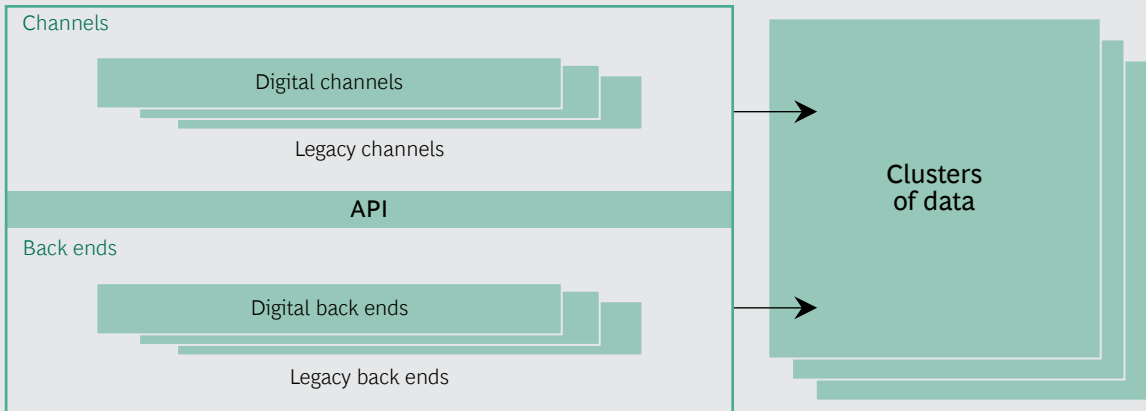 Channels
Digital channels
Legacy channels
API
Back ends
Digital back ends
Legacy back ends
Clusters
of data